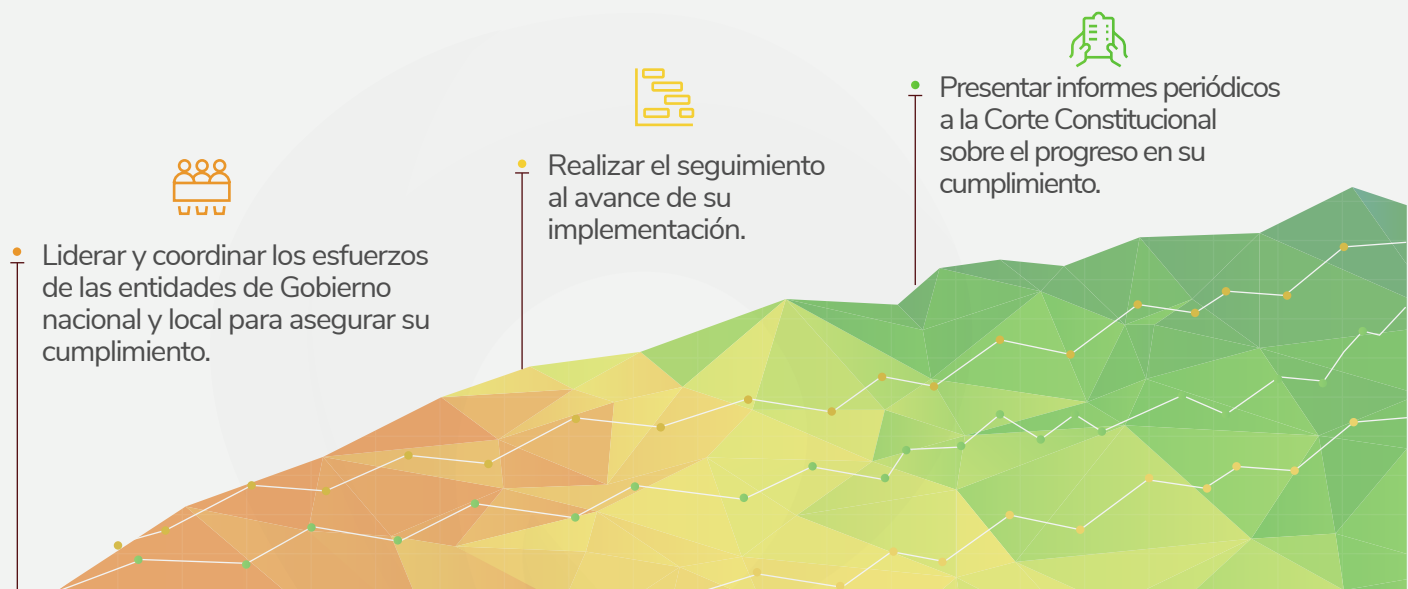 Liderar y coordinar los esfuerzos
de las entidades de Gobierno
nacional y local para asegurar su
cumplimiento.
Realizar el seguimiento
al avance de su
implementación.
Presentar informes periódicos
a la Corte Constitucional
sobre el progreso en su
cumplimiento.